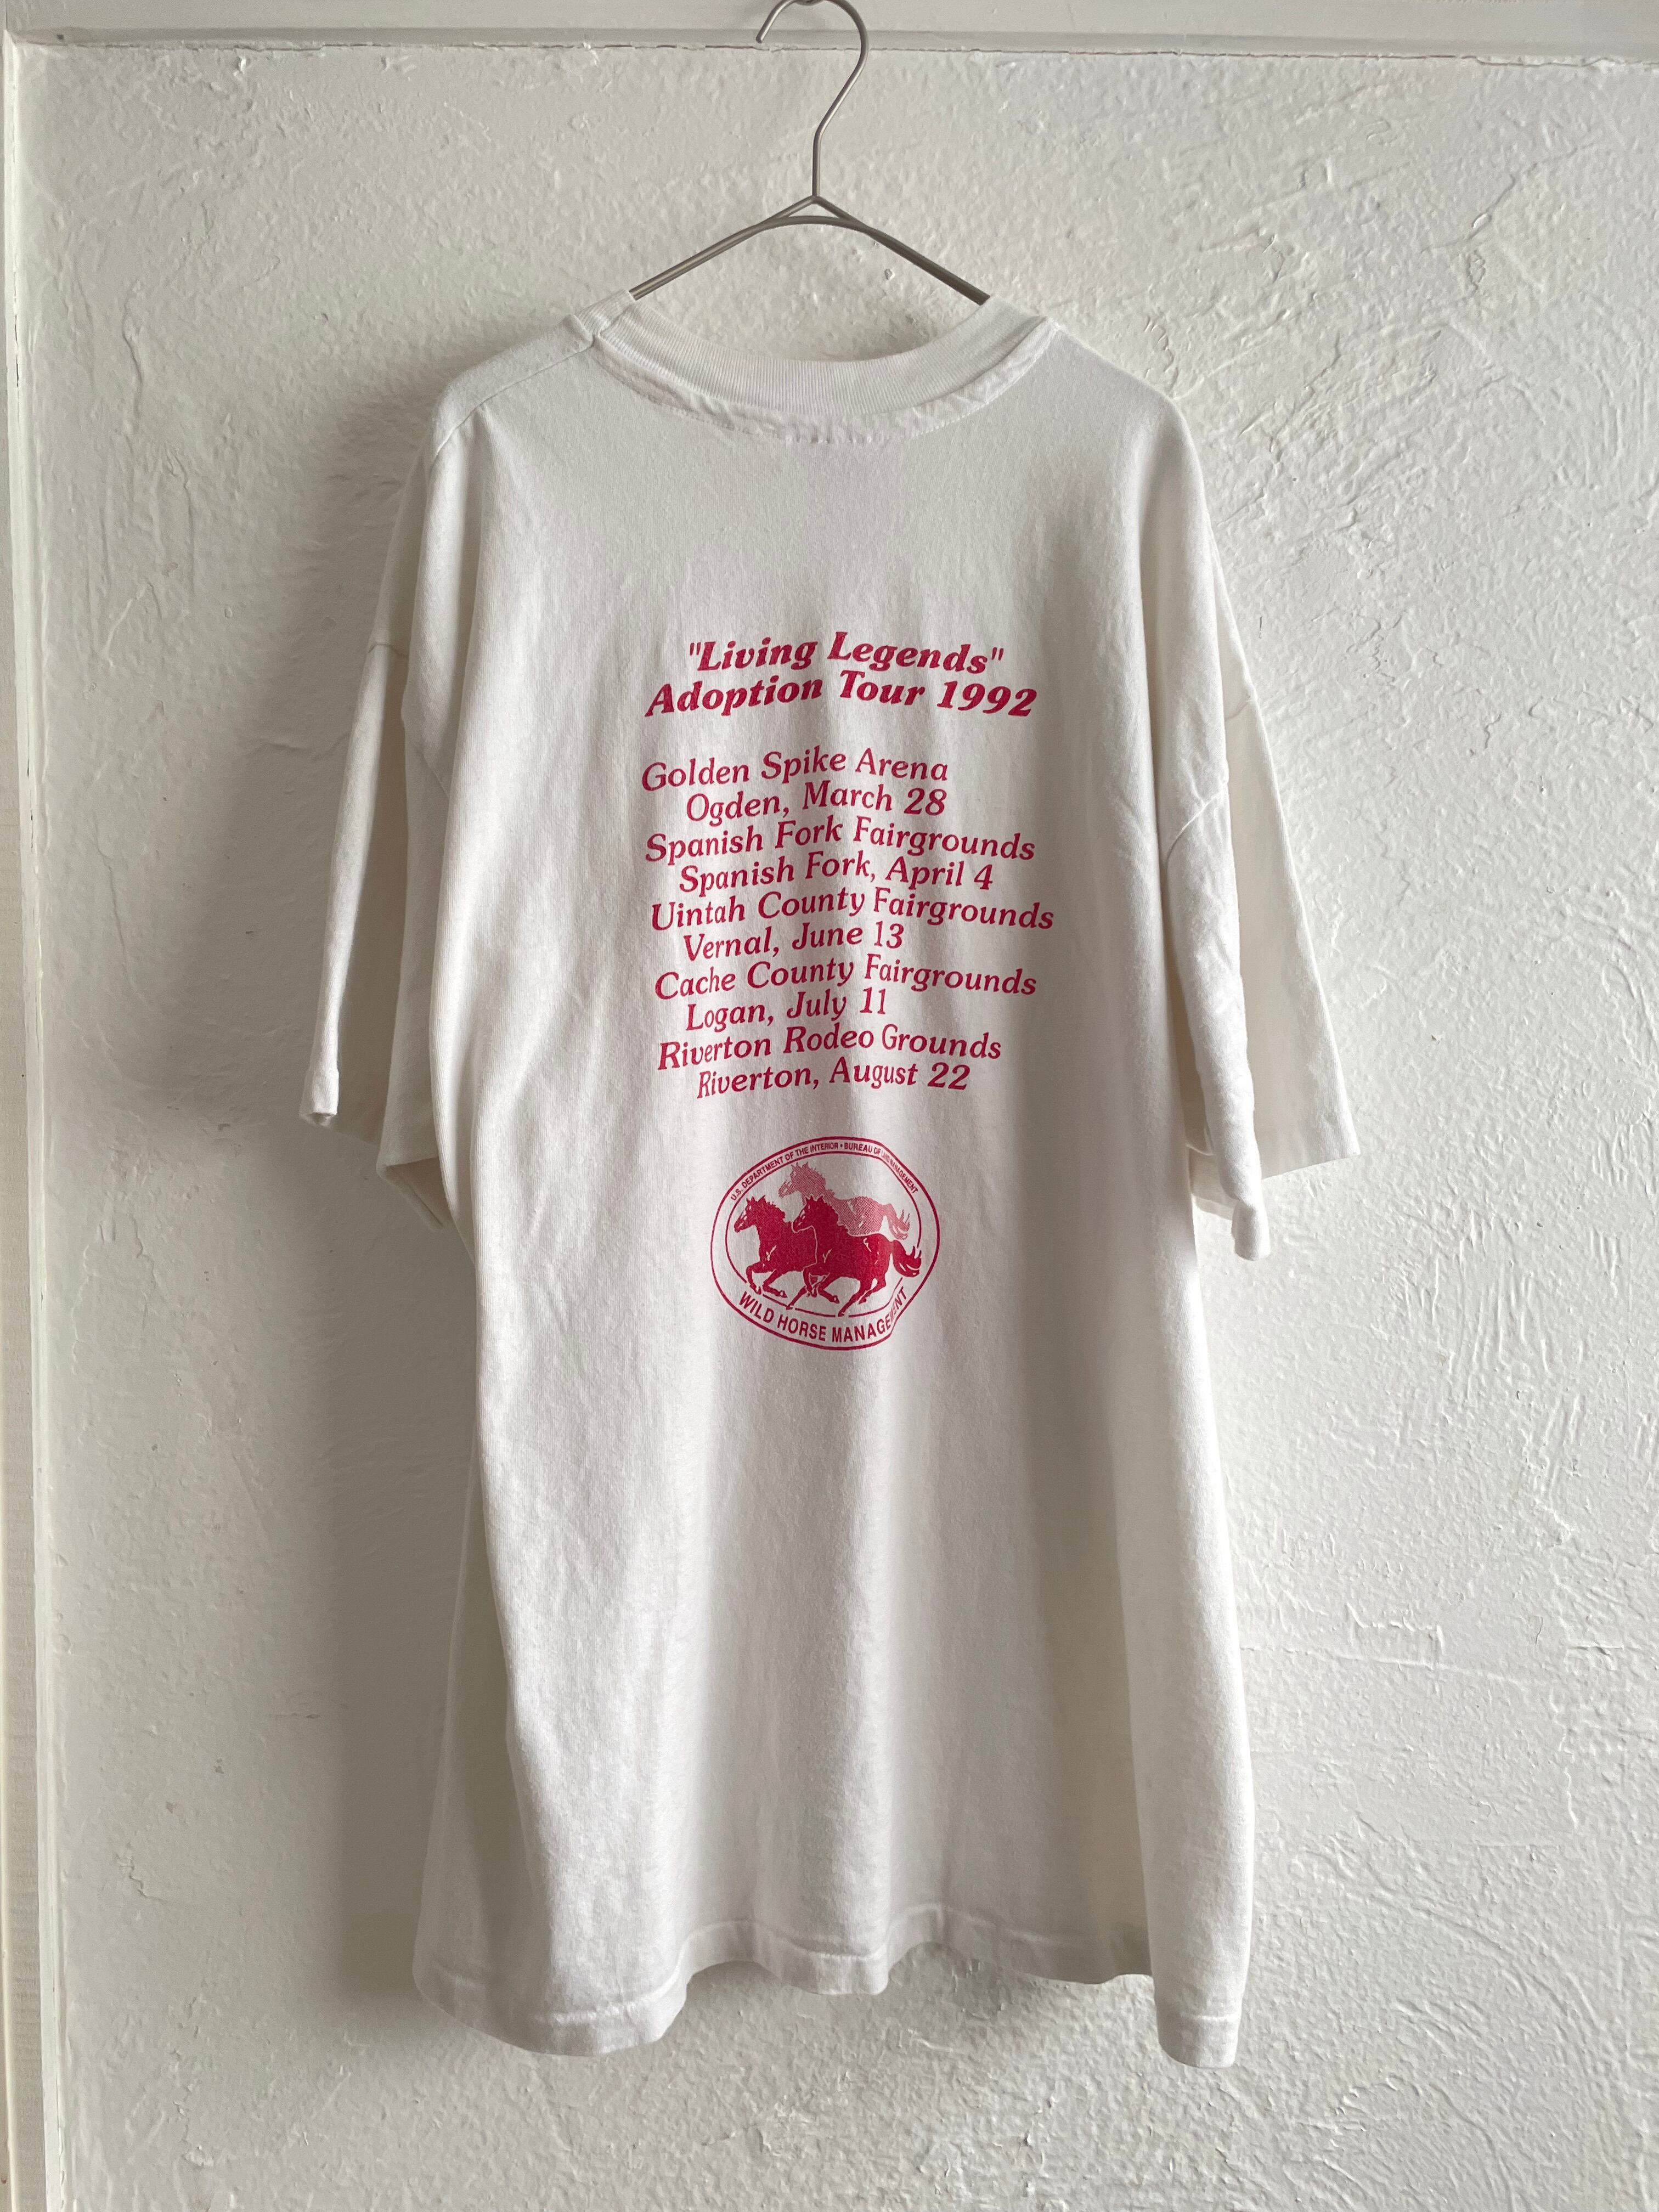 "Living Legends"
Adoption Tour 1992
Golden Spike Arena
Ogden, March 28
Spanish Fork Fairgrounds
Spanish Fork, April 4
Uintah County Fairgrounds
Vernal, June 13
Cache County Fairgrounds
Logan, July 11
Riverton Rodeo Grounds
Riverton, August 22
U.S. DEPARTMENT OF THE INTERIOR • BUREAU OF LAND MANAGEMENT
WILD HORSE MANAGEMENT